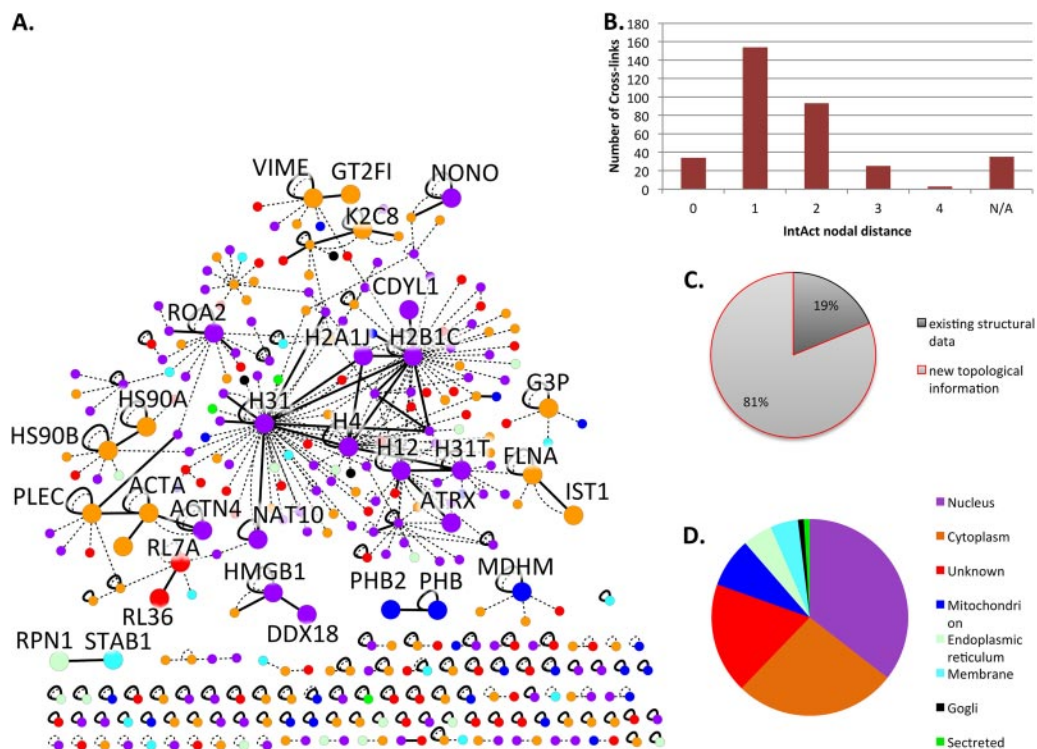 A.
VIME
GT2FI
NONO
K2C8
CDYL1
ROA2
H2A1J
H2B1C
HS90A
H31
G3P
HS90B
H4
H12
H31T
FLNA
PLEC
ACTA
ATRX
IST1
ACTN4
NAT10
RL7A
HMGB1
PHB2
PHB
MDHM
RL36
DDX18
RPN1
STAB1
B.
Number of Cross-links
180
160
140
120
100
80
60
40
20
0
0 1 2 3 4 N/A
IntAct nodal distance
C.
19%
81%
existing structural
data
new topological
information
D.
Nucleus
Cytoplasm
Unknown
Mitochondri
on
Endoplasmic
reticulum
Membrane
Gogli
Sectreted